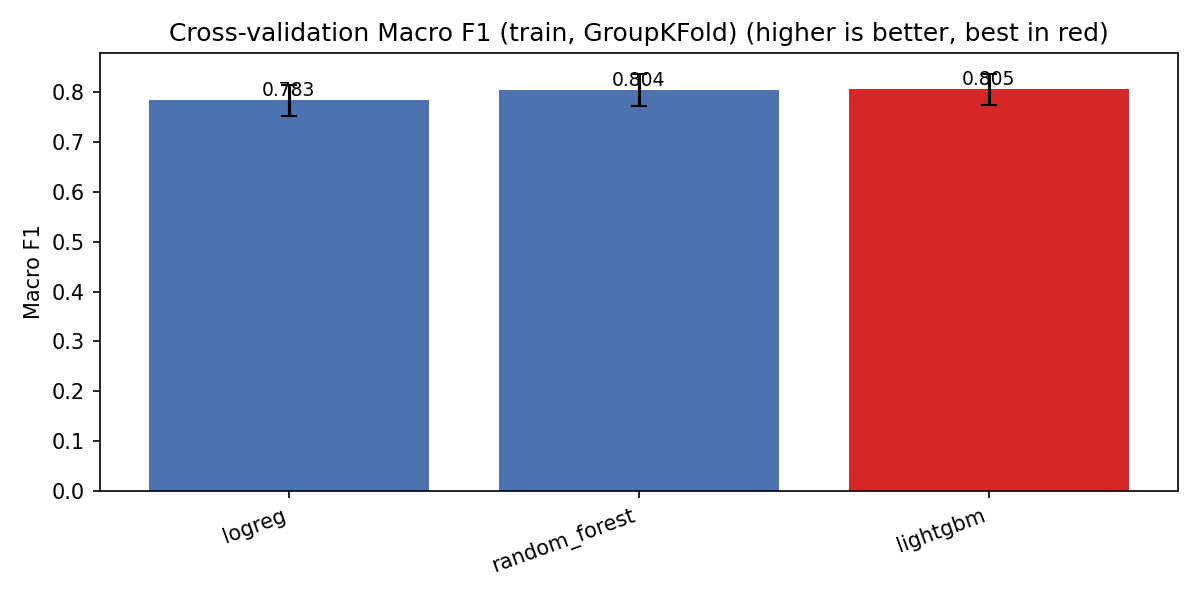 Cross-validation Macro F1 (train, GroupKFold) (higher is better, best in red)
Macro F1
0.8
0.7
0.6
0.5
0.4
0.3
0.2
0.1
0.0
0.783
0.804
0.805
logreg
random_forest
lightgbm